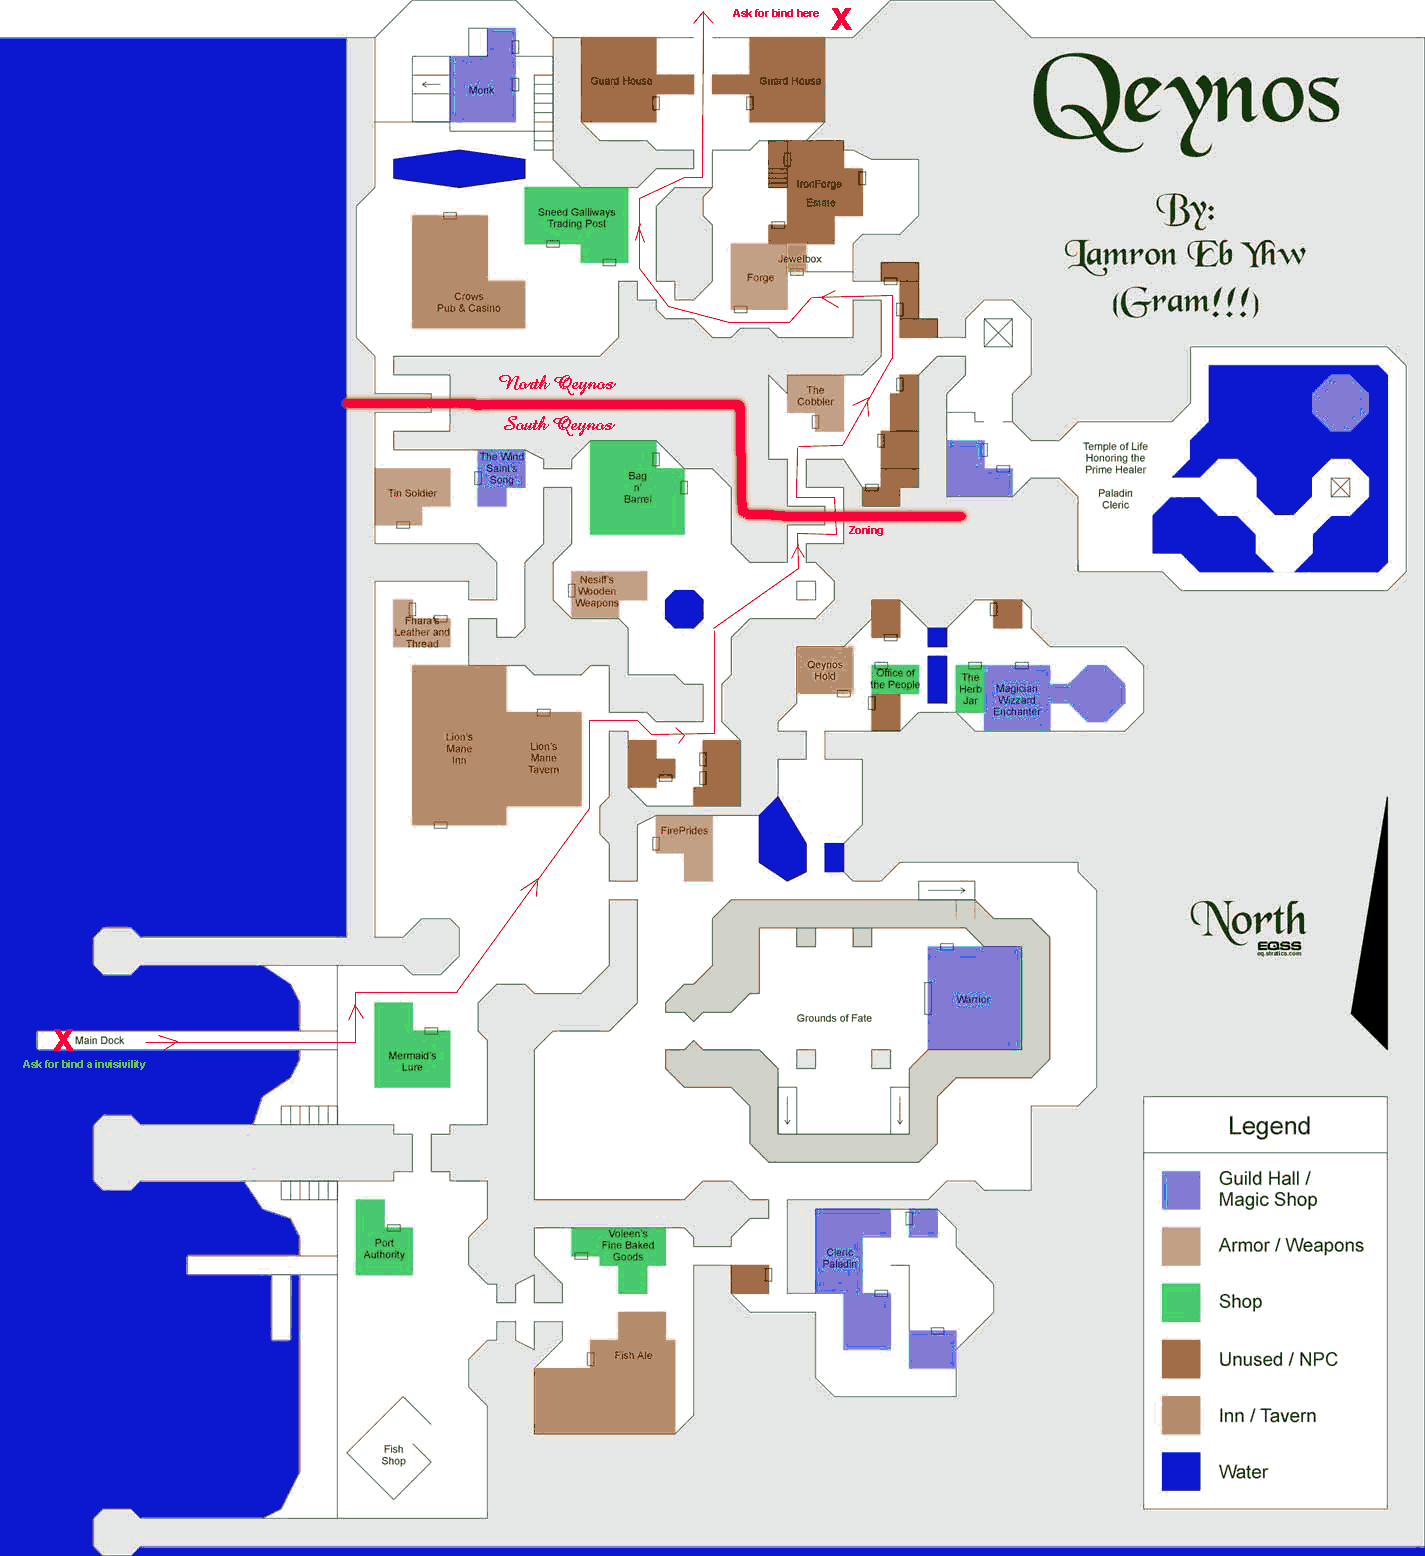 Ask for bind here
X
Qeynos
By:
Lamron Eb Yhw
(Gram!!!)
Monk
Guard House
Guard House
IronForge
Estate
Sneed Galliways
Trading Post
Jewelbox
Forge
Crows
Pub & Casino
North Qeynos
South Qeynos
The
Cobbler
Temple of Life
Honoring the
Prime Healer
Paladin
Cleric
The Wind
Saint's
Song
Tin Soldier
Bag
n'
Barrel
Zoning
Nesiff's
Wooden
Weapons
Fhara's
Leather and
Thread
Qeynos
Hold
Office of
the People
The
Herb
Jar
Magician
Wizzard
Enchanter
Lion's
Mane
Inn
Lion's
Mane
Tavern
FirePrides
North
EQSS
eq.stratics.com
Warrior
Grounds of Fate
X
Main Dock
Ask for bind a invisivility
Mermaid's
Lure
Port
Authority
Voleen's
Fine Baked
Goods
Cleric
Paladin
Fish Ale
Fish
Shop
Legend
Guild Hall /
Magic Shop
Armor / Weapons
Shop
Unused / NPC
Inn / Tavern
Water